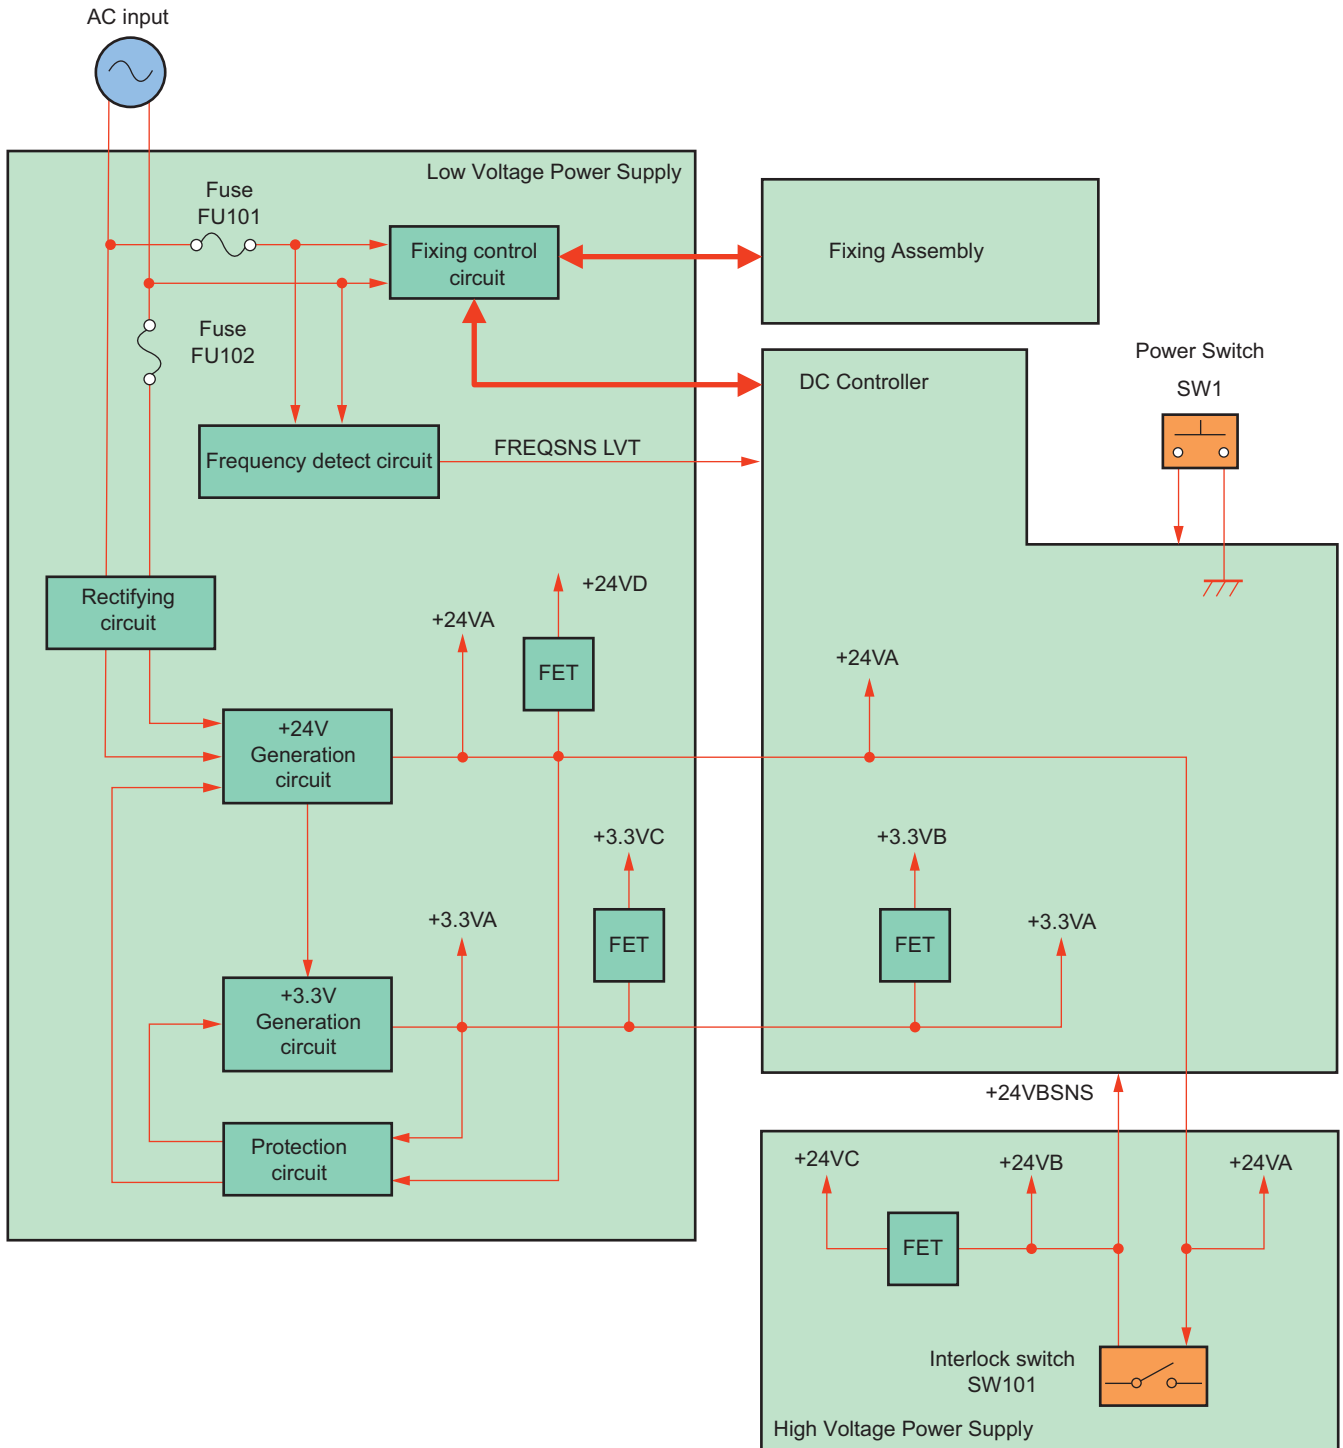 AC input
Low Voltage Power Supply
Fuse
FU101
Fixing control
circuit
Fixing Assembly
Fuse
FU102
Power Switch
SW1
DC Controller
Frequency detect circuit
FREQSNS LVT
Rectifying
circuit
+24VD
+24VA
FET
+24VA
+24V
Generation
circuit
+3.3VC
+3.3VB
+3.3VA
FET
FET
+3.3VA
+3.3V
Generation
circuit
+24VBSNS
Protection
circuit
+24VC
+24VB
+24VA
FET
Interlock switch
SW101
High Voltage Power Supply